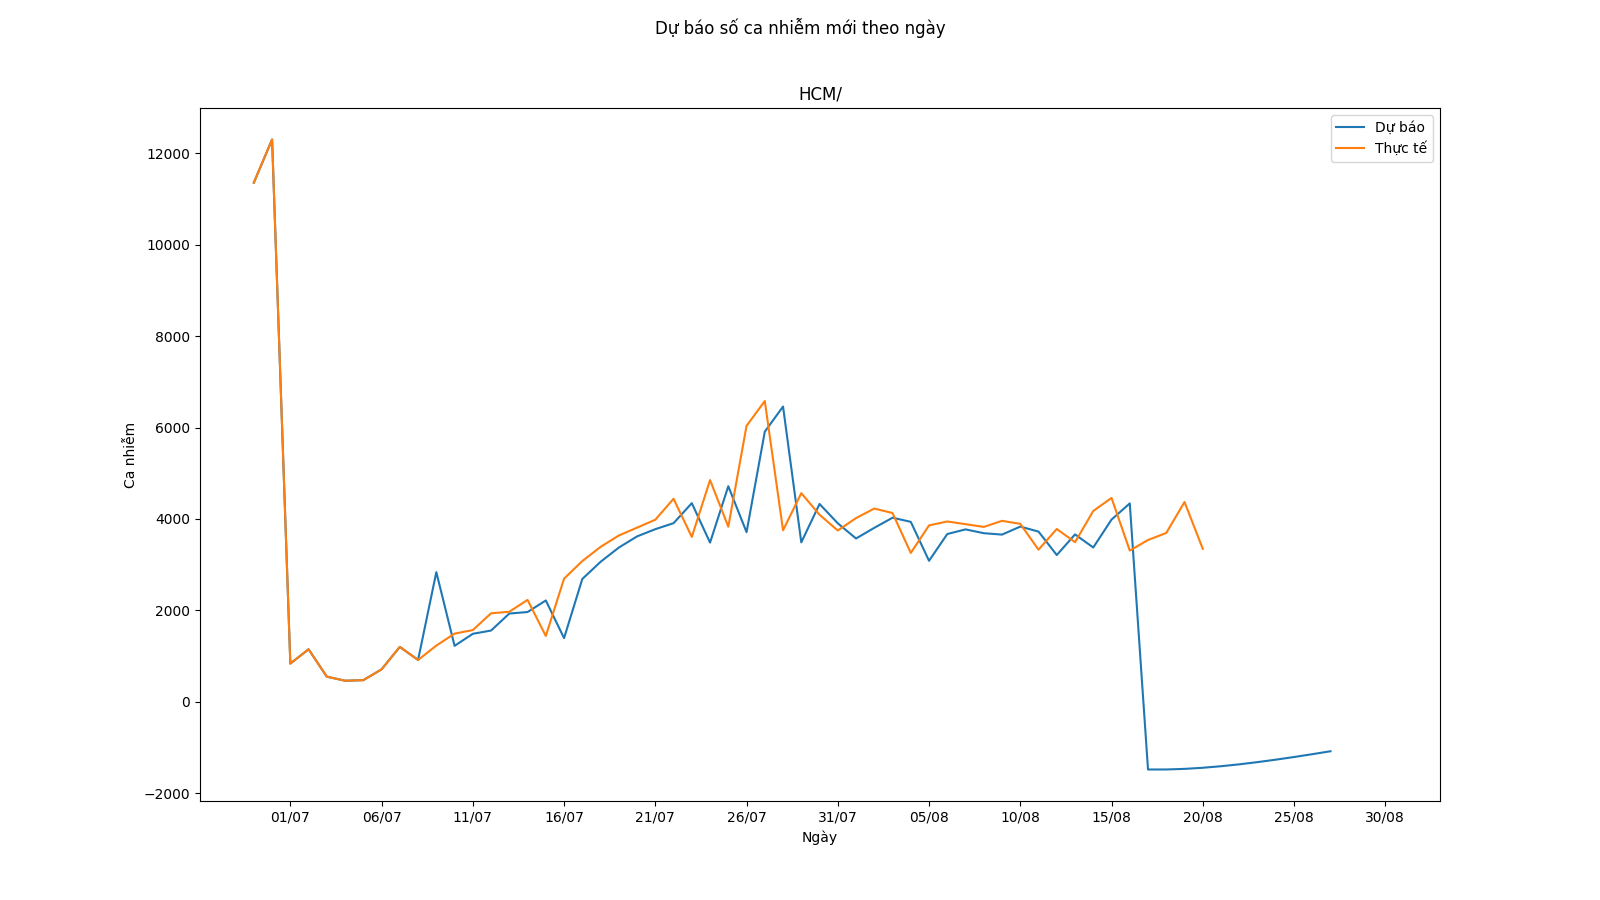 Dự báo số ca nhiễm mới theo ngày
HCM/
Dự báo
Thực tế
12000
10000
8000
6000
4000
2000
0
−2000
Ca nhiễm
01/07 06/07 11/07 16/07 21/07 26/07 31/07 05/08 10/08 15/08 20/08 25/08 30/08
Ngày